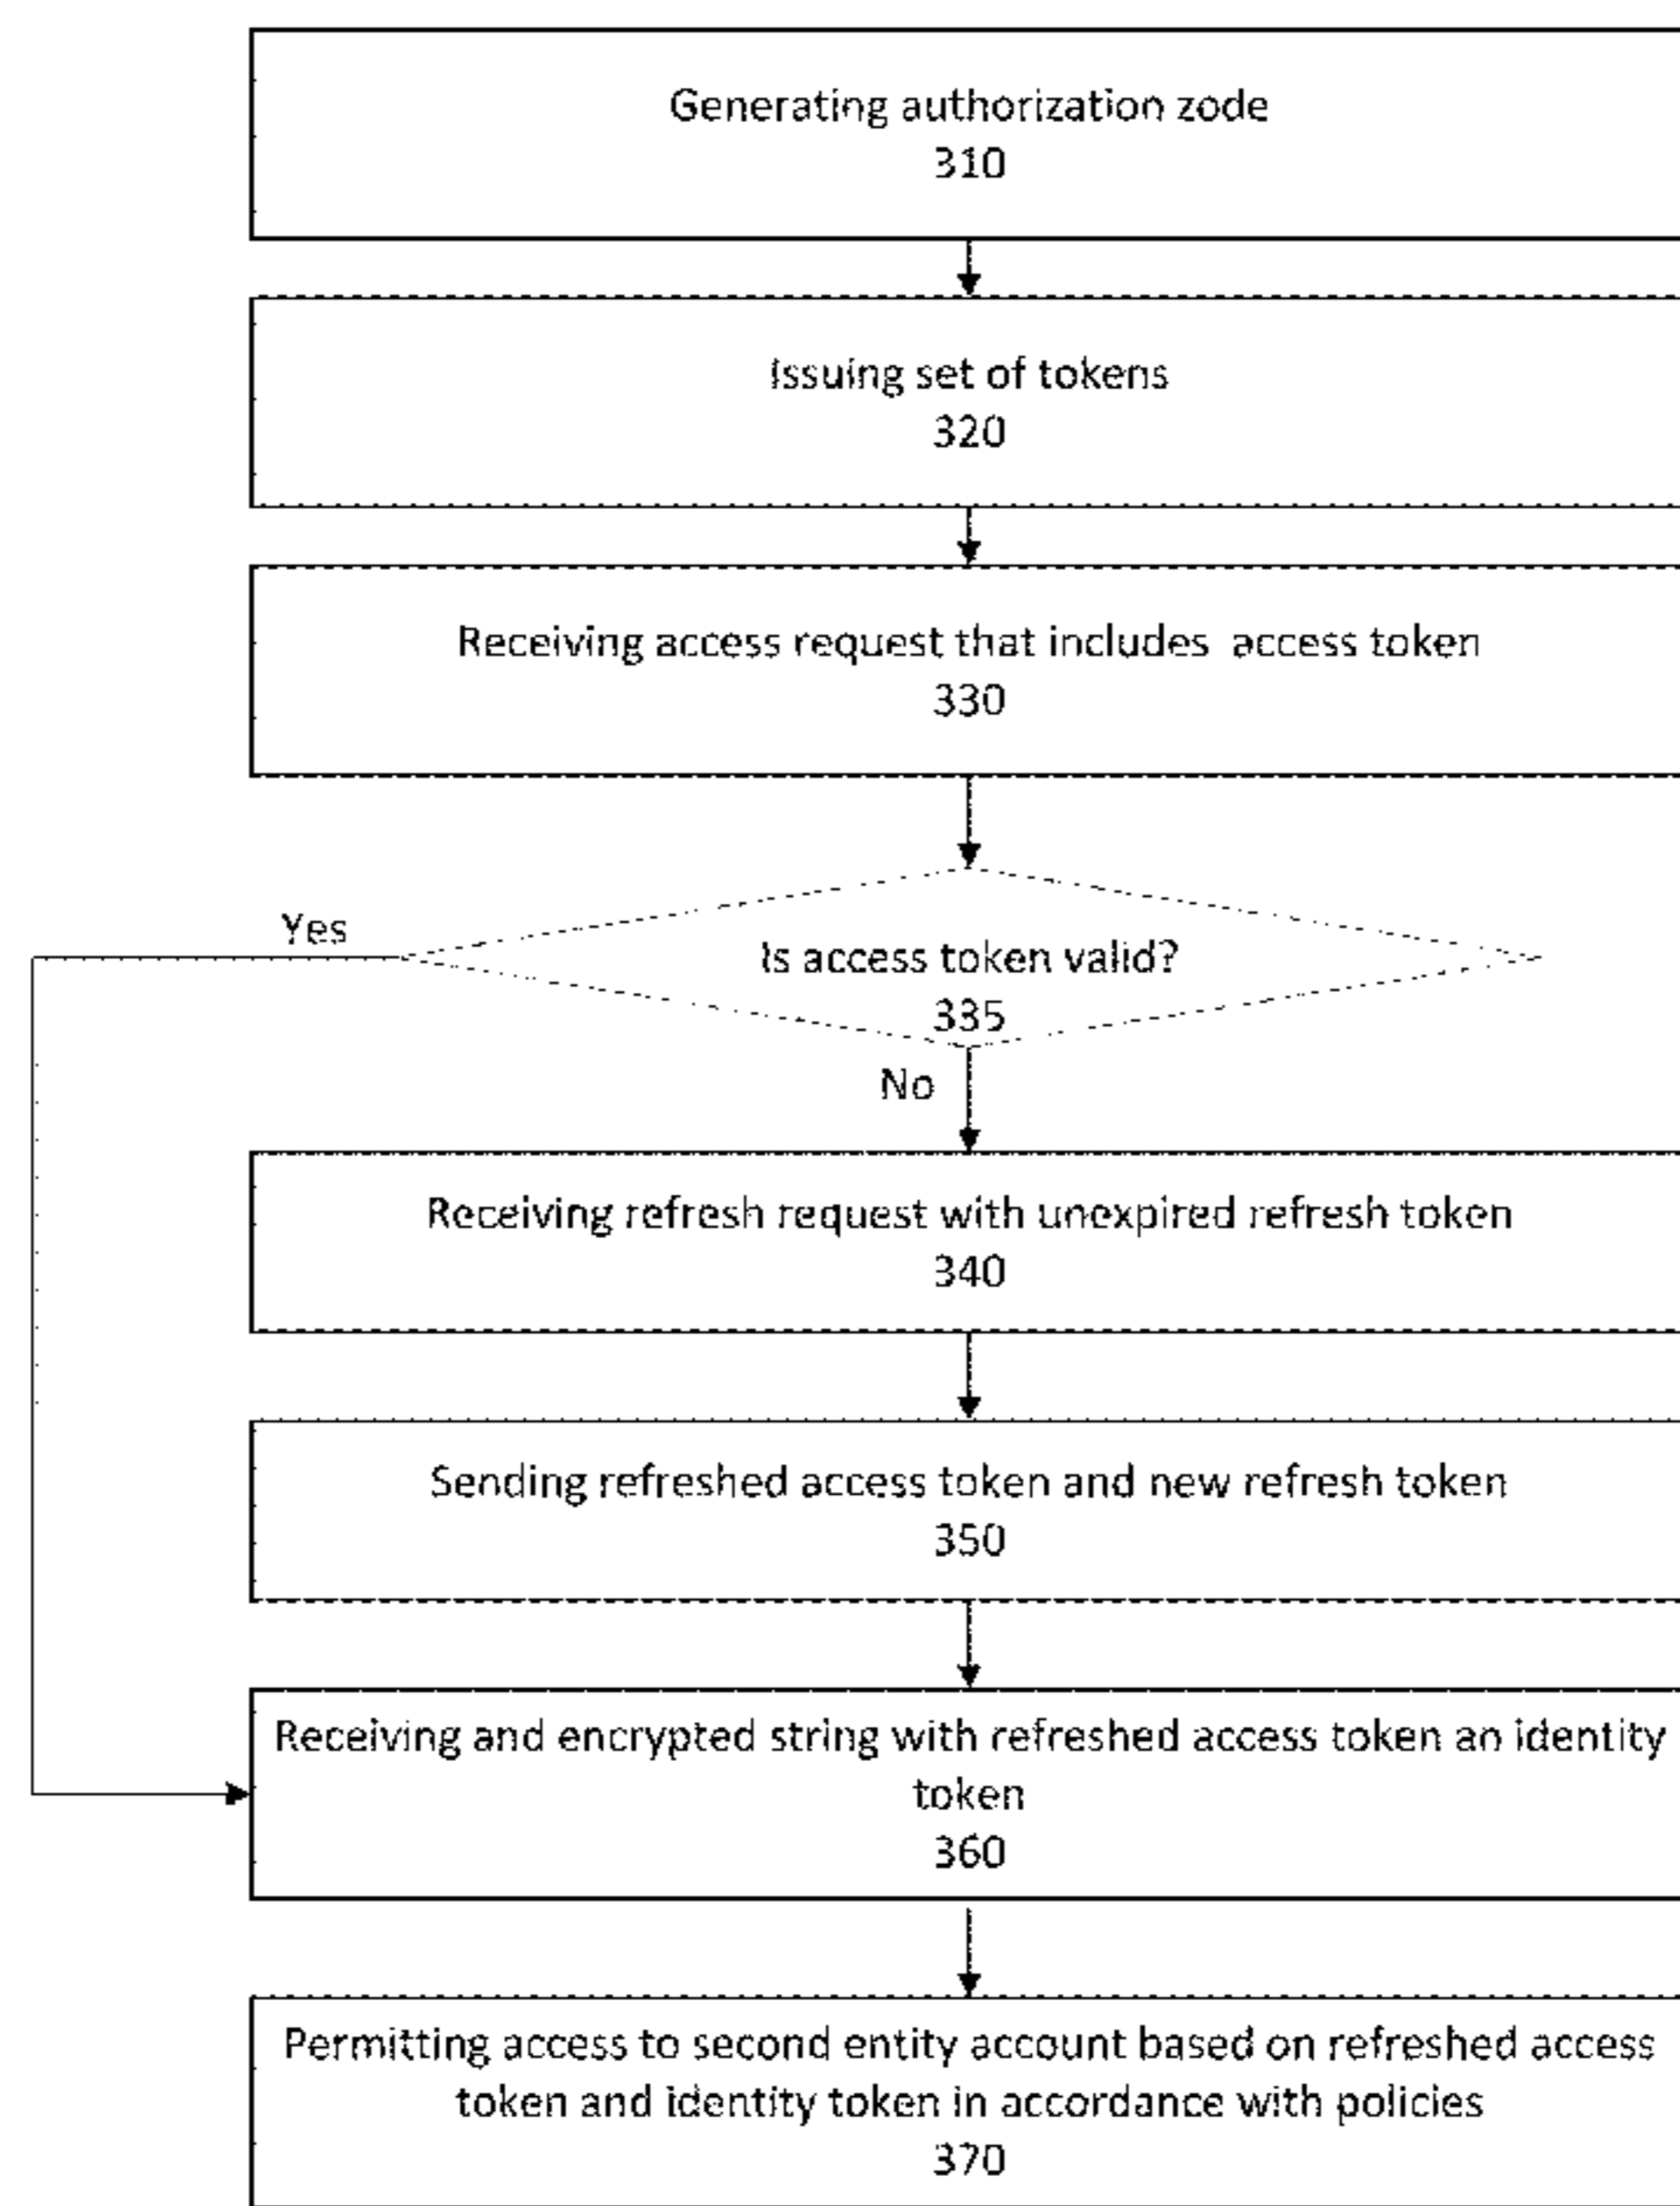 Generating authorization zode
310
Issuing set of tokens
320
Receiving access request that includes access token
330
Yes
Is access token valid?
335
No
Receiving refresh request with unexpired refresh token
340
Sending refreshed access token and new refresh token
350
Receiving and encrypted string with refreshed access token an identity
token
360
Permitting access to second entity account based on refreshed access
token and identity token in accordance with policies
370